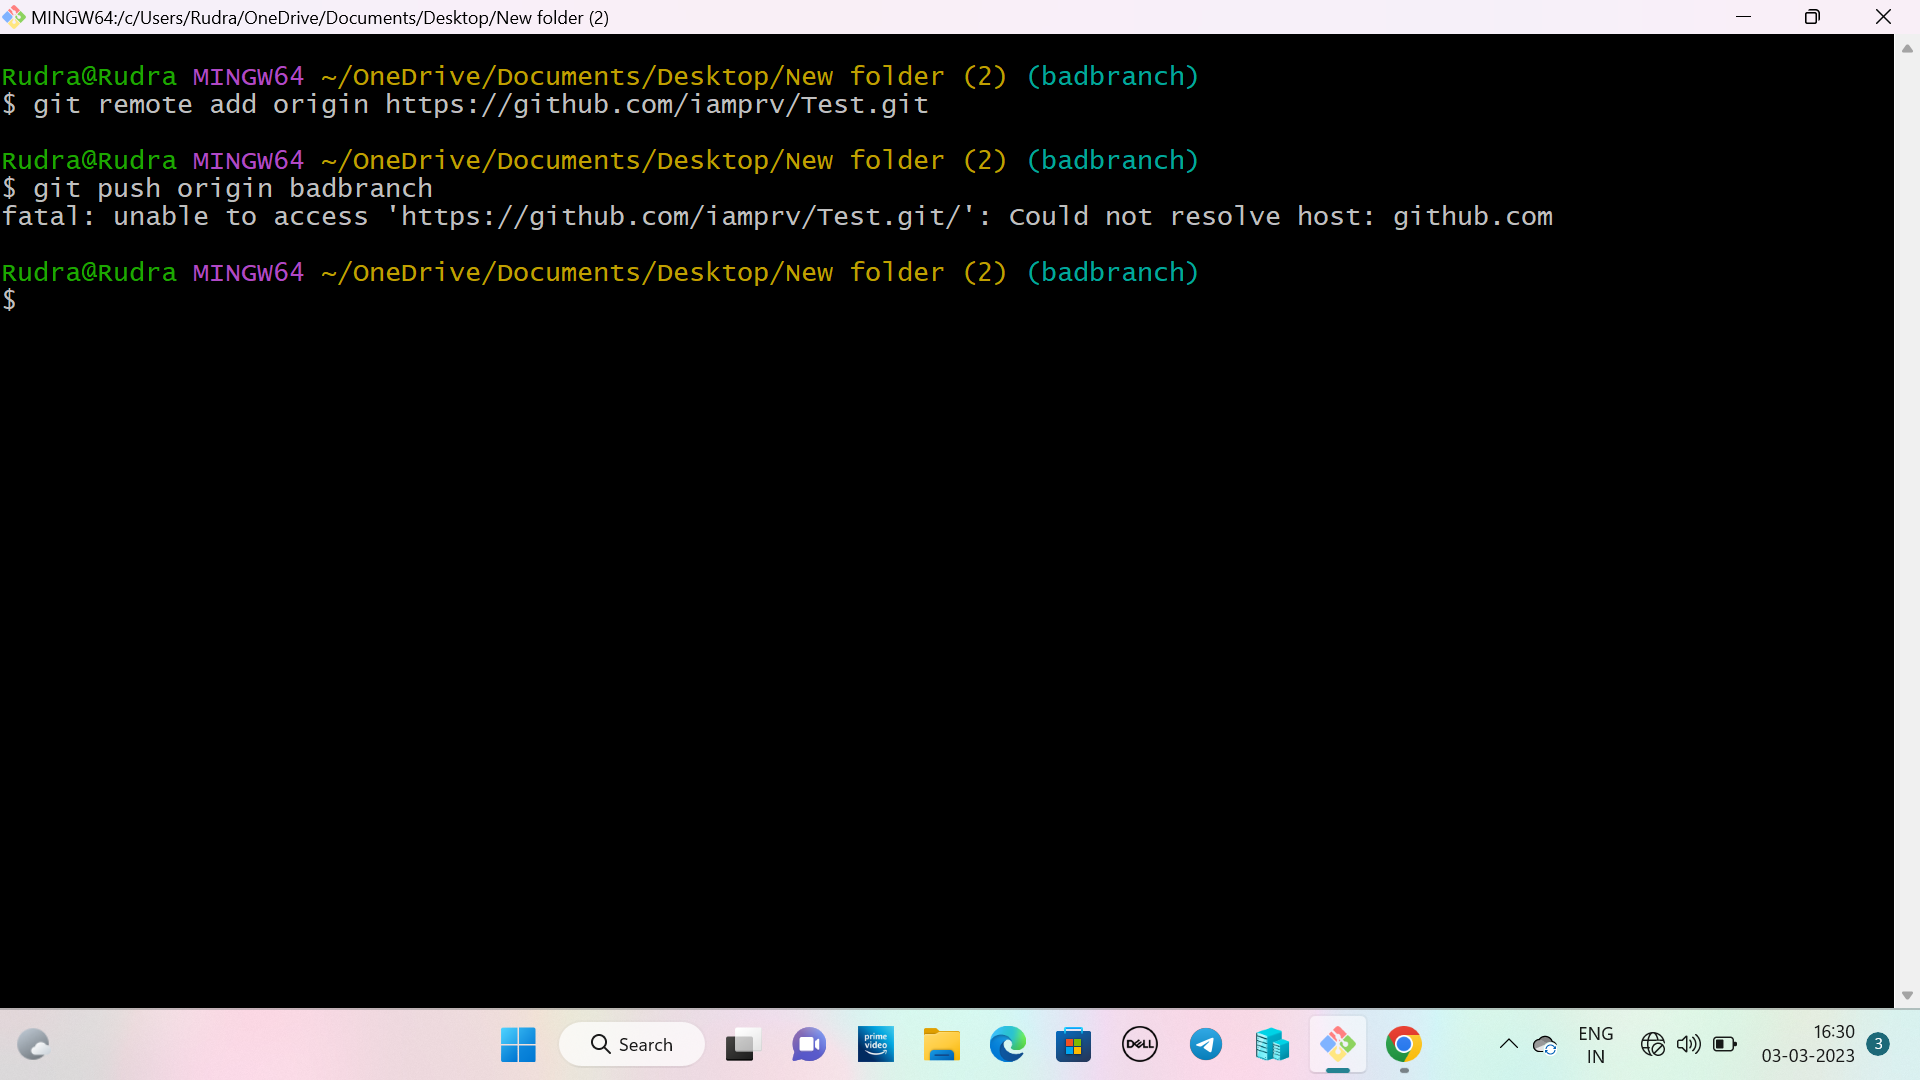 MINGW64:/c/Users/Rudra/OneDrive/Documents/Desktop/New folder (2)
Rudra@Rudra MINGW64 ~/OneDrive/Documents/Desktop/New folder (2) (badbranch)
$ git remote add origin https://github.com/iamprv/Test.git
Rudra@Rudra MINGW64 ~/OneDrive/Documents/Desktop/New folder (2) (badbranch)
$ git push origin badbranch
fatal: unable to access 'https://github.com/iamprv/Test.git/': Could not resolve host: github.com
Rudra@Rudra MINGW64 ~/OneDrive/Documents/Desktop/New folder (2) (badbranch)
$
Search
prime
video
DELL
ENG
IN
16:30
03-03-2023
3